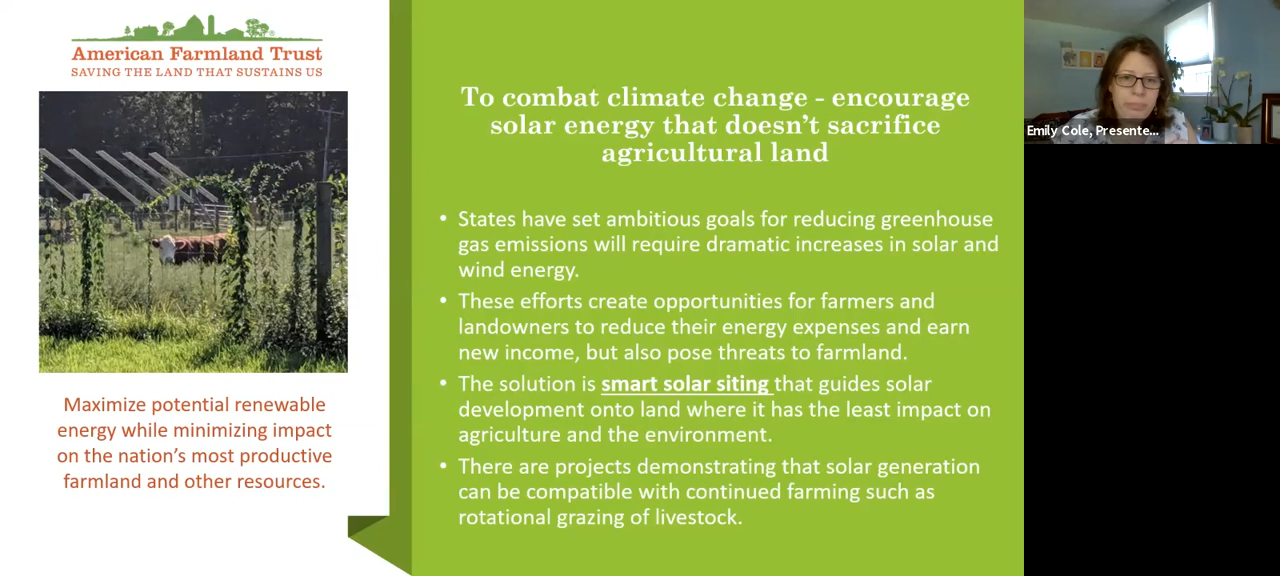 American Farmland Trust
SAVING THE LAND THAT SUSTAINS US
Maximize potential renewable
energy while minimizing impact
on the nation's most productive
farmland and other resources.
To combat climate change - encourage
solar energy that doesn't sacrifice
agricultural land
• States have set ambitious goals for reducing greenhouse
gas emissions will require dramatic increases in solar and
wind energy.
• These efforts create opportunities for farmers and
landowners to reduce their energy expenses and earn
new income, but also pose threats to farmland.
• The solution is smart solar siting that guides solar
development onto land where it has the least impact on
agriculture and the environment.
• There are projects demonstrating that solar generation
can be compatible with continued farming such as
rotational grazing of livestock.
Emily Cole, Presente...